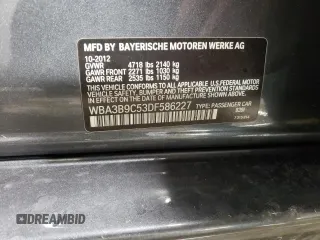 MFD BY BAYERISCHE MOTOREN WERKE AG
10-2012
GVWR 4718 lbs 2140 kg
GAWR FRONT 2271 lbs 1030 kg
GAWR REAR 2535 lbs 1150 kg
THIS VEHICLE CONFORMS TO ALL APPLICABLE U.S. FEDERAL MOTOR
VEHICLE SAFETY, BUMPER, AND THEFT PREVENTION STANDARDS
IN EFFECT ON THE DATE OF MANUFACTURE SHOWN ABOVE.
WBA3B9C53DF586227 TYPE: PASSENGER CAR
DREAMBID